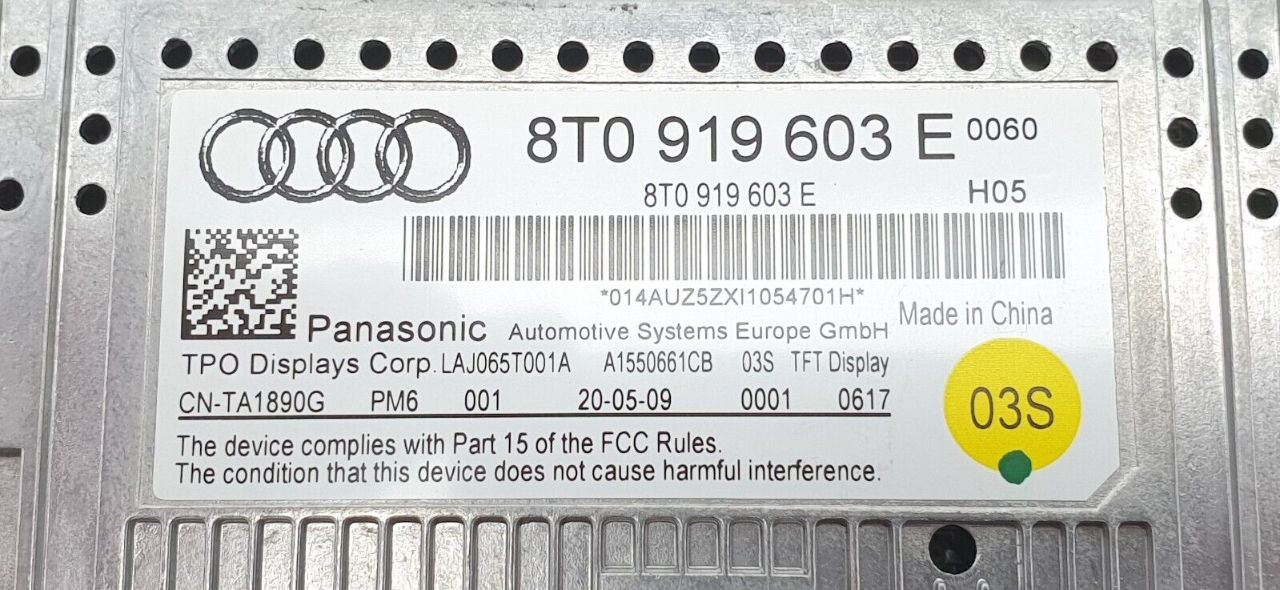 8T0 919 603 E 0060
8T0 919 603 E H05
*014AUZ5ZXI1054701H*
Panasonic Automotive Systems Europe GmbH Made in China
TPO Displays Corp. LAJ065T001A A1550661CB 03S TFT Display
CN-TA1890G PM6 001 20-05-09 0001 0617
03S
The device complies with Part 15 of the FCC Rules.
The condition that this device does not cause harmful interference.